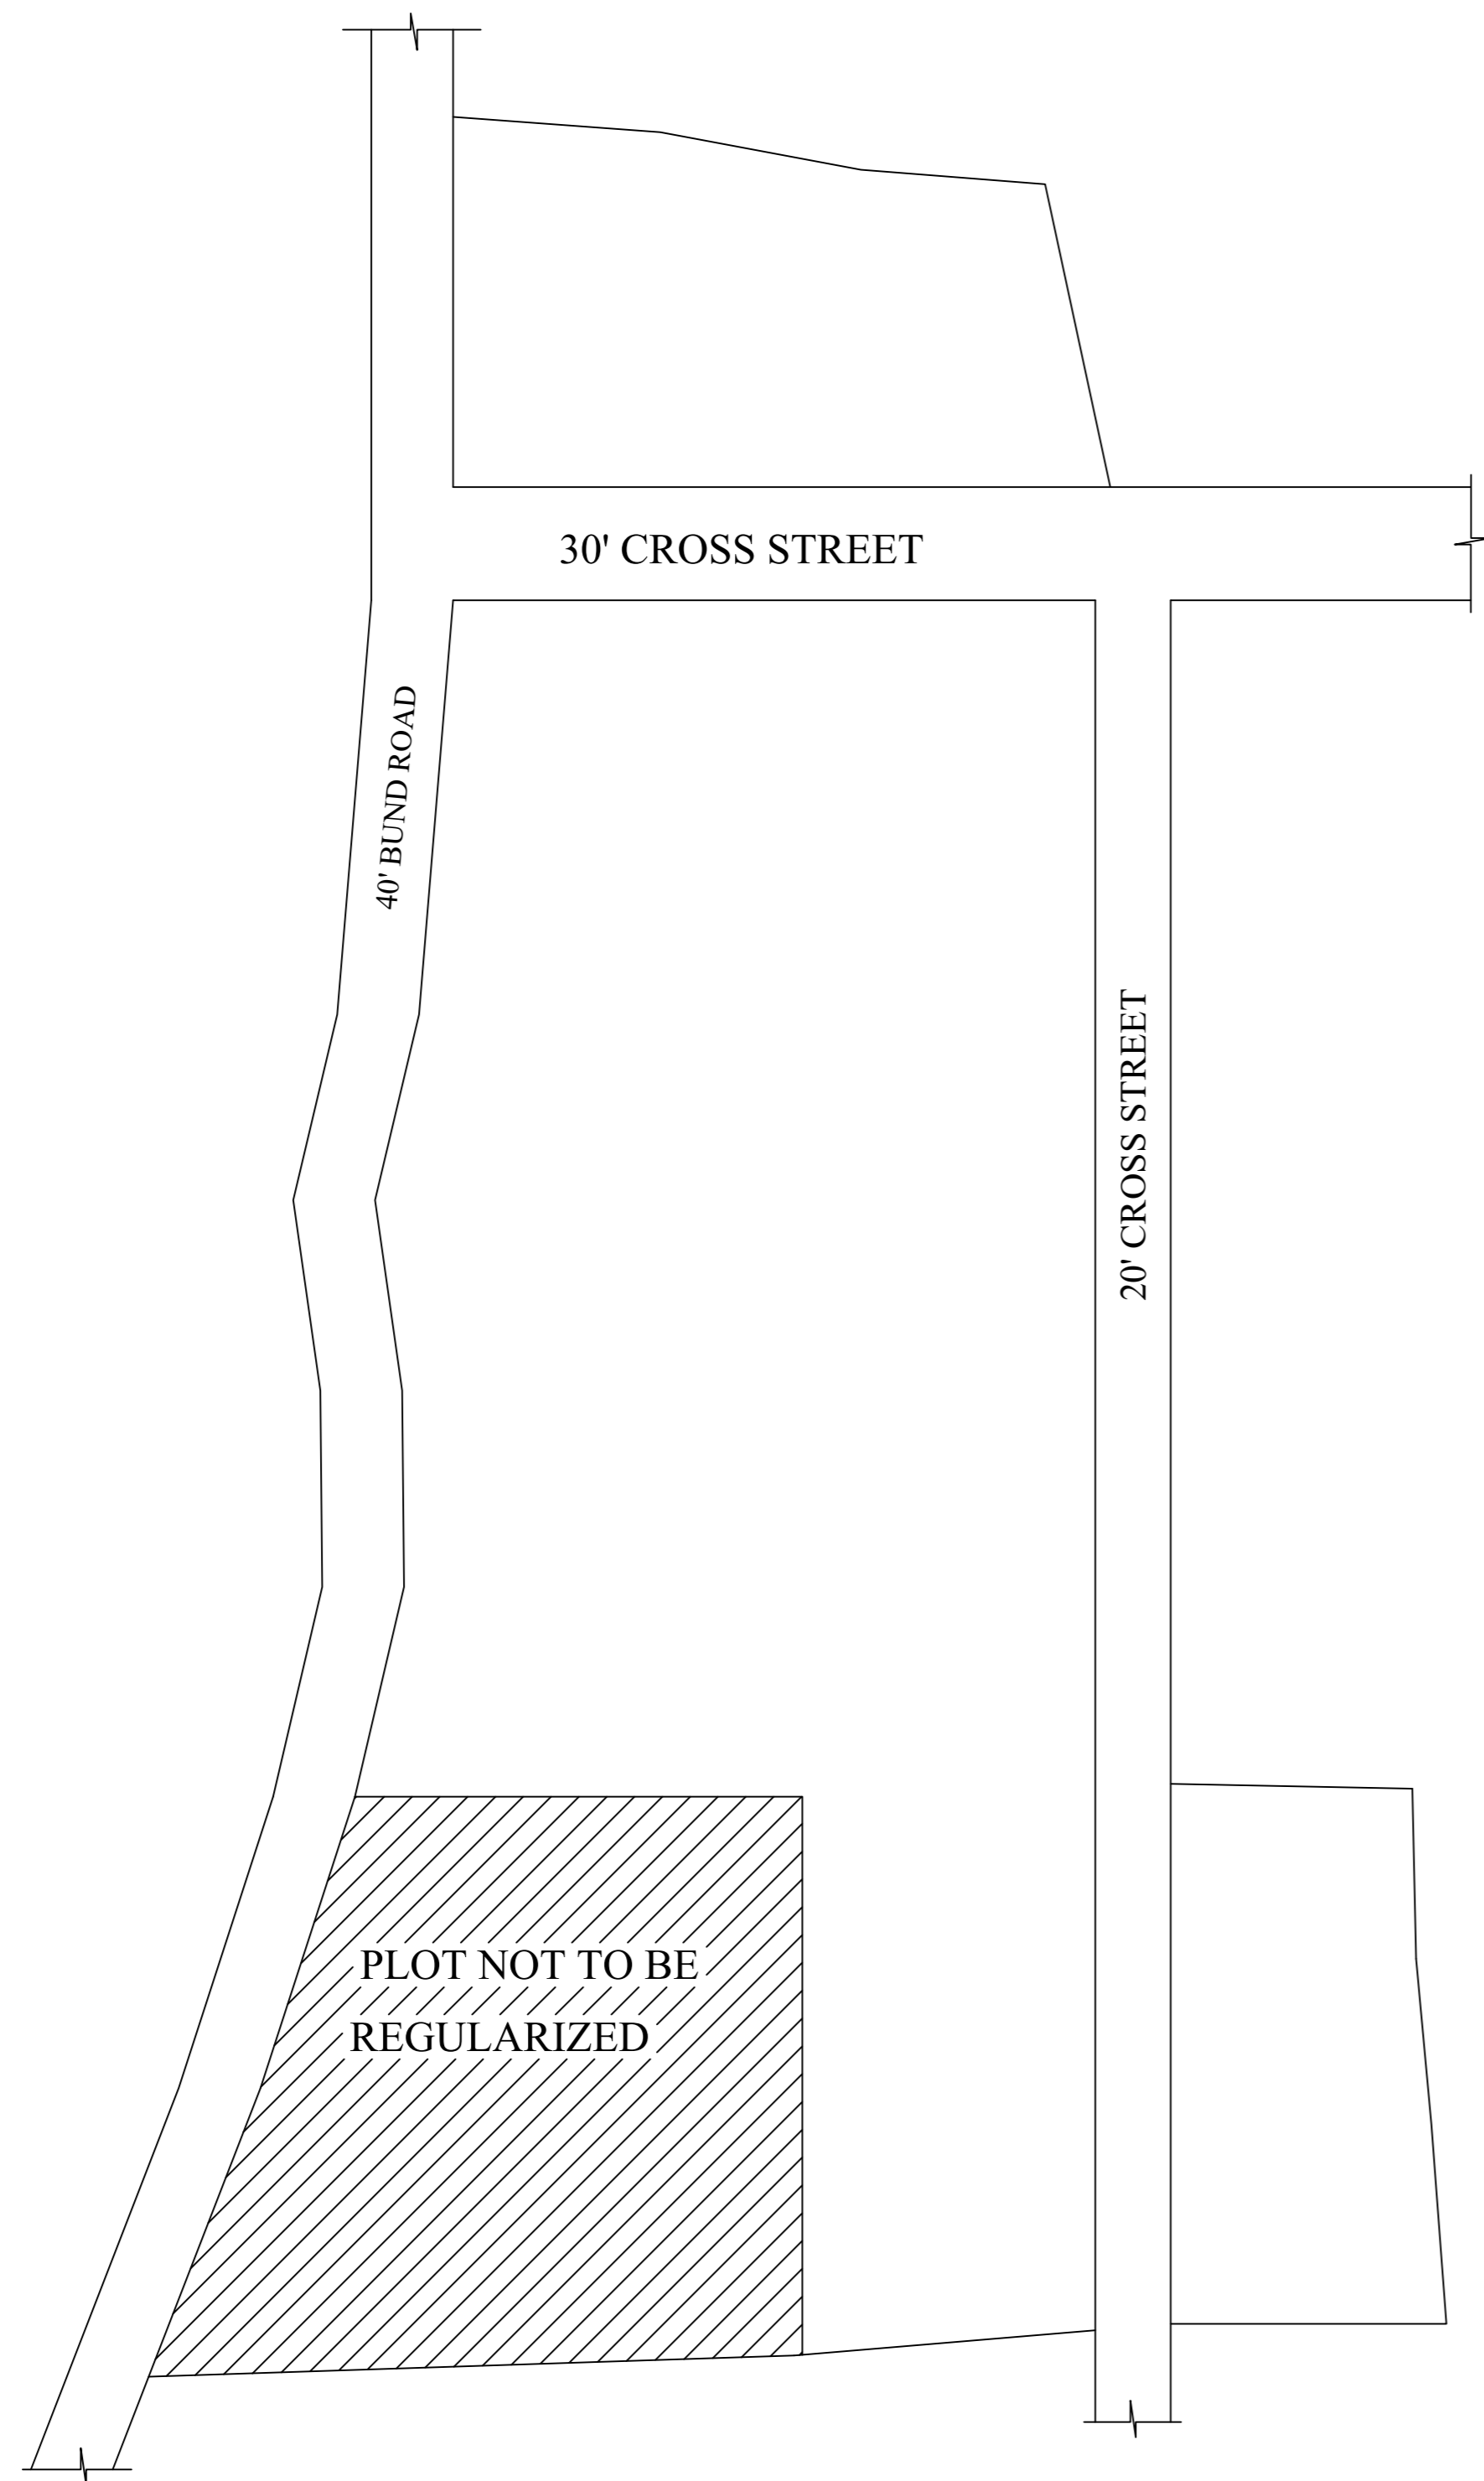 30' CROSS STREET
40' BUND ROAD
20' CROSS STREET
PLOT NOT TO BE
REGULARIZED